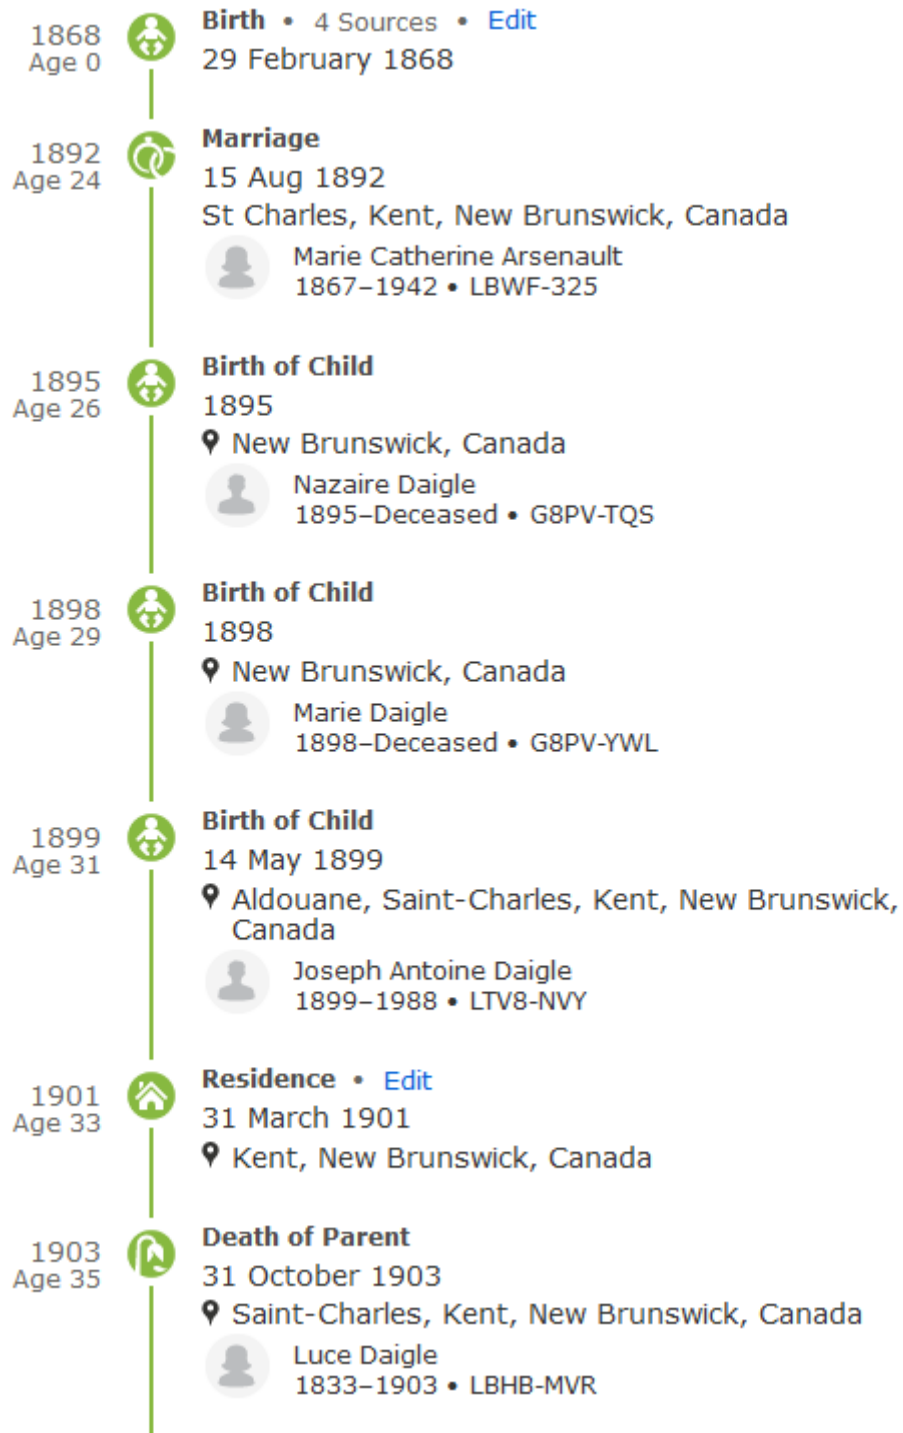 1868
Age 0
Birth • 4 Sources • Edit
29 February 1868
1892
Age 24
Marriage
15 Aug 1892
St Charles, Kent, New Brunswick, Canada
Marie Catherine Arsenault
1867–1942 • LBWF-325
1895
Age 26
Birth of Child
1895
New Brunswick, Canada
Nazaire Daigle
1895–Deceased • G8PV-TQS
1898
Age 29
Birth of Child
1898
New Brunswick, Canada
Marie Daigle
1898–Deceased • G8PV-YWL
1899
Age 31
Birth of Child
14 May 1899
Aldouane, Saint-Charles, Kent, New Brunswick,
Canada
Joseph Antoine Daigle
1899–1988 • LTV8-NVY
1901
Age 33
Residence • Edit
31 March 1901
Kent, New Brunswick, Canada
1903
Age 35
Death of Parent
31 October 1903
Saint-Charles, Kent, New Brunswick, Canada
Luce Daigle
1833–1903 • LBHB-MVR